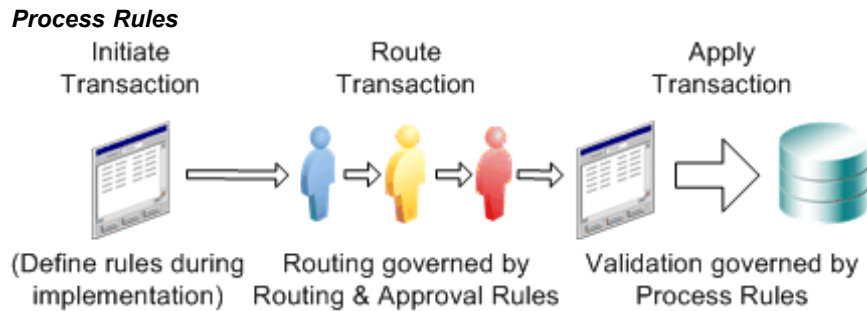 Process Rules
Initiate
Transaction
Route
Transaction
Apply
Transaction
(Define rules during
implementation)
Routing governed by
Routing & Approval Rules
Validation governed by
Process Rules